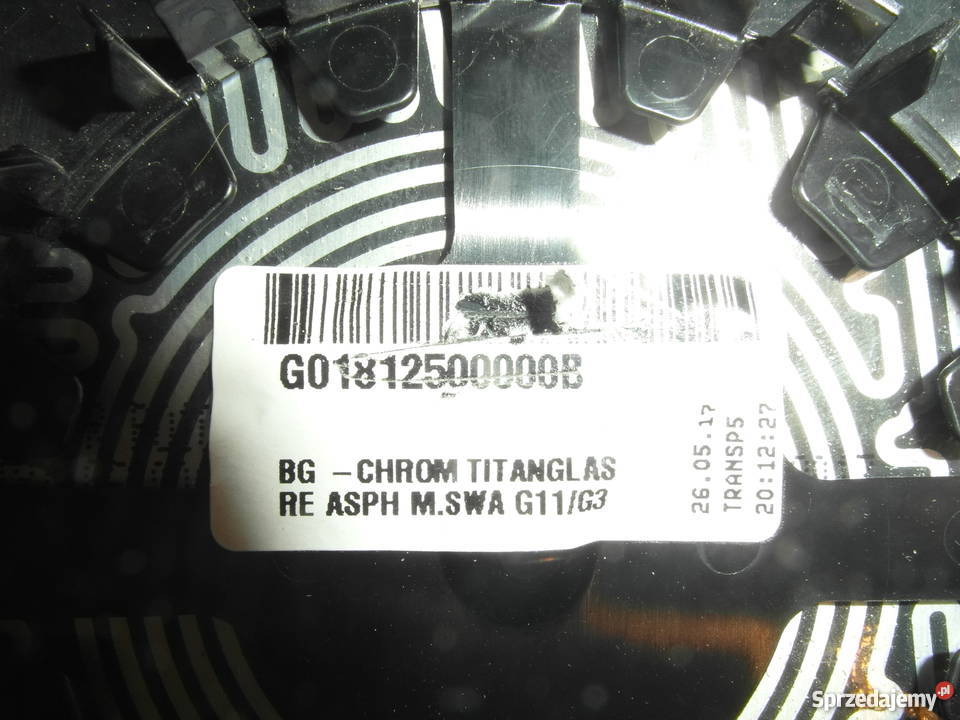 G01812500000B
BG -CHROM TITANGLAS
RE ASPH M.SWA G11/G3
26.05.17
TRANSP5
20:12:27
Sprzedajemy.pl